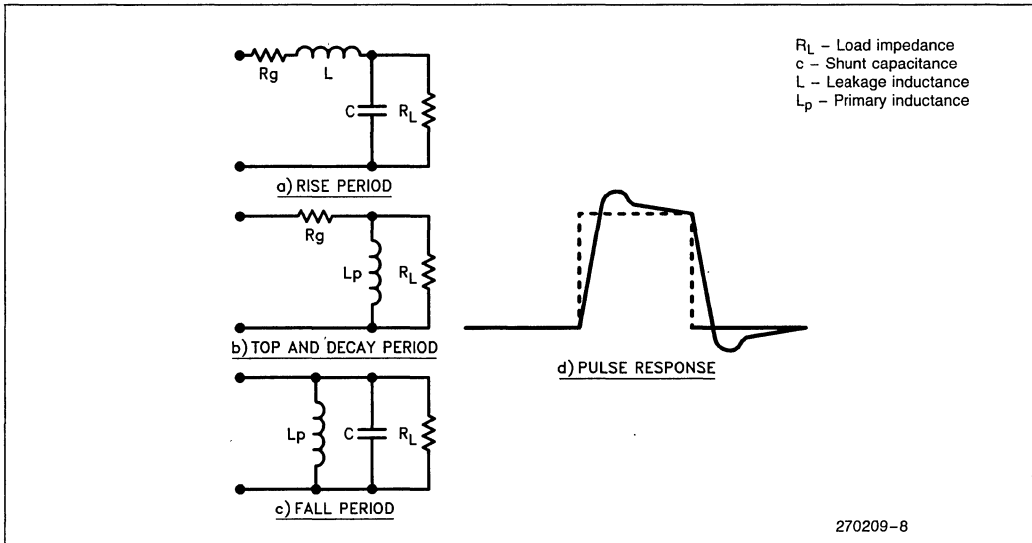 R_L – Load impedance
c – Shunt capacitance
L – Leakage inductance
L_p – Primary inductance
Rg
L
C
R_L
a) RISE PERIOD
Rg
Lp
R_L
b) TOP AND DECAY PERIOD
Lp
C
R_L
c) FALL PERIOD
d) PULSE RESPONSE
270209–8